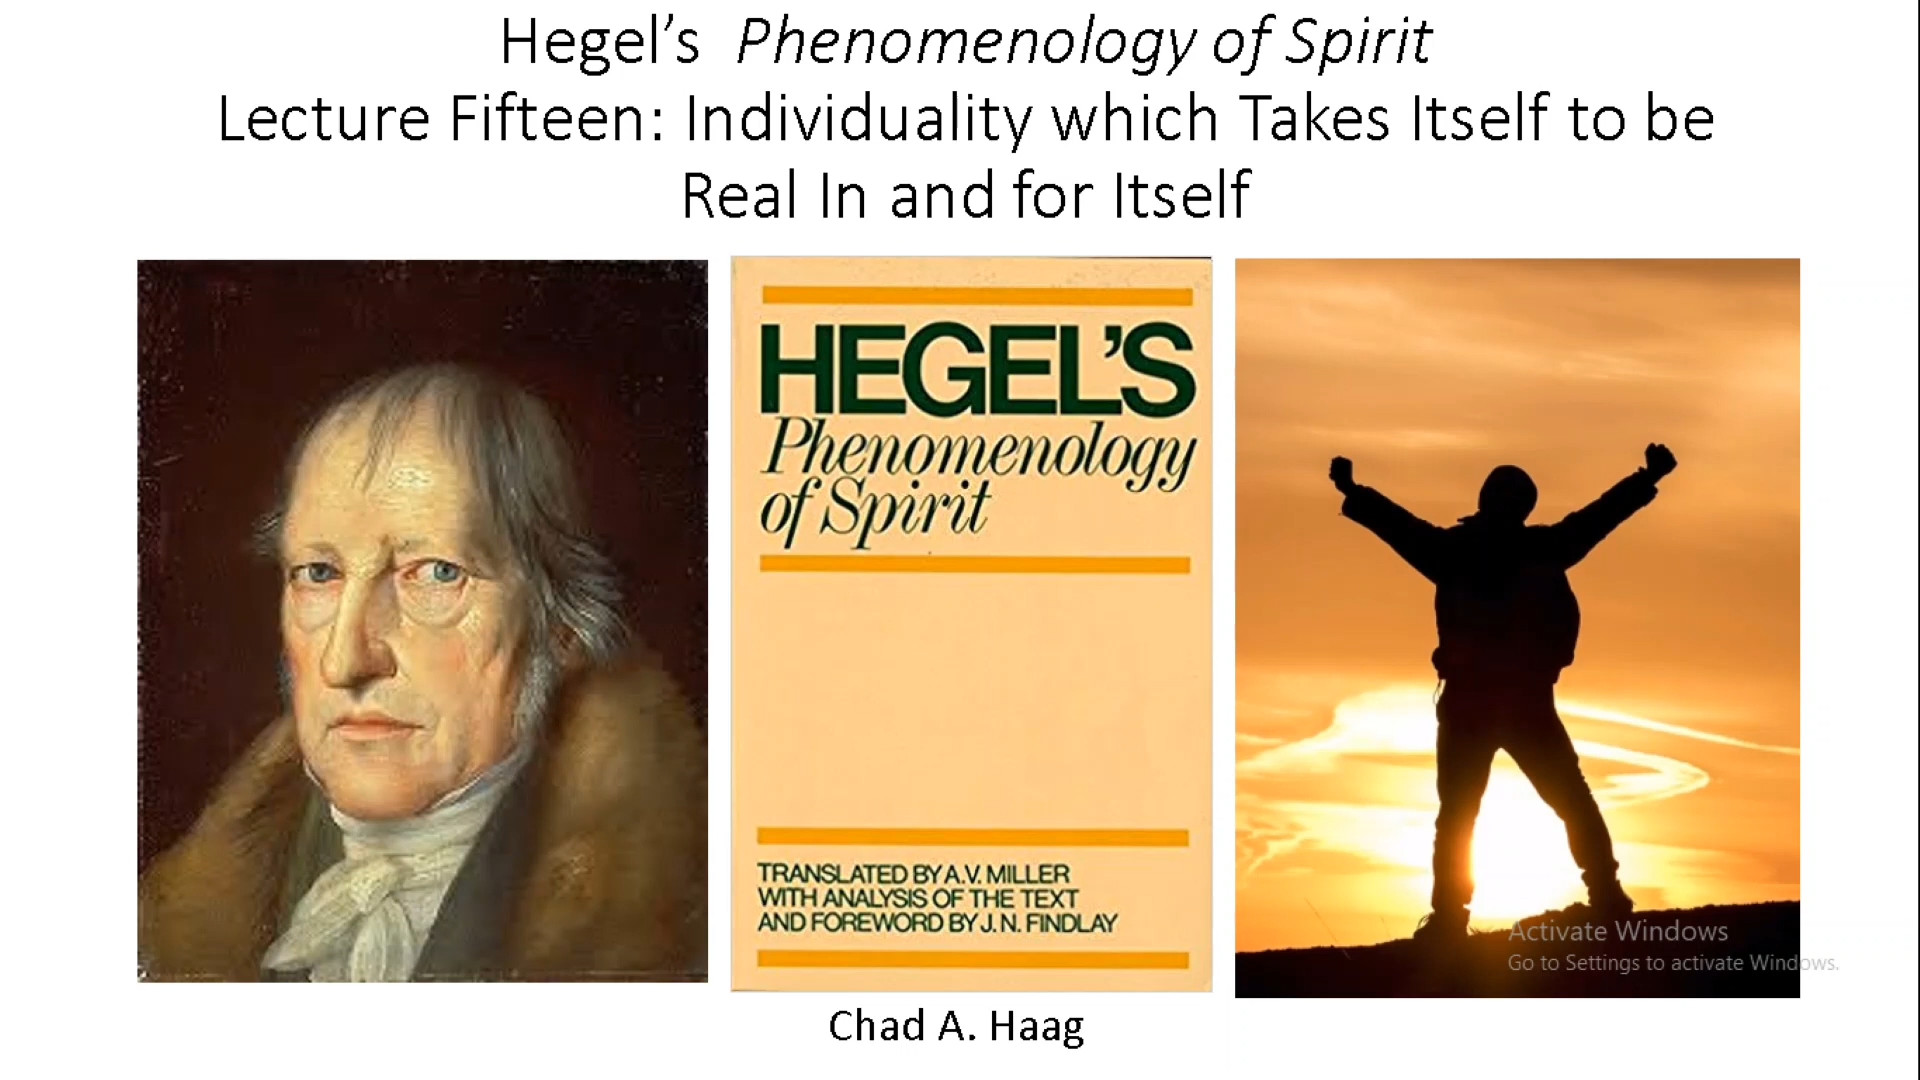 Hegel’s Phenomenology of Spirit
Lecture Fifteen: Individuality which Takes Itself to be
Real In and for Itself
HEGEL'S
Phenomenology
of Spirit
TRANSLATED BY A.V. MILLER
WITH ANALYSIS OF THE TEXT
AND FOREWORD BY J. N. FINDLAY
Activate Windows
Go to Settings to activate Windows.
Chad A. Haag